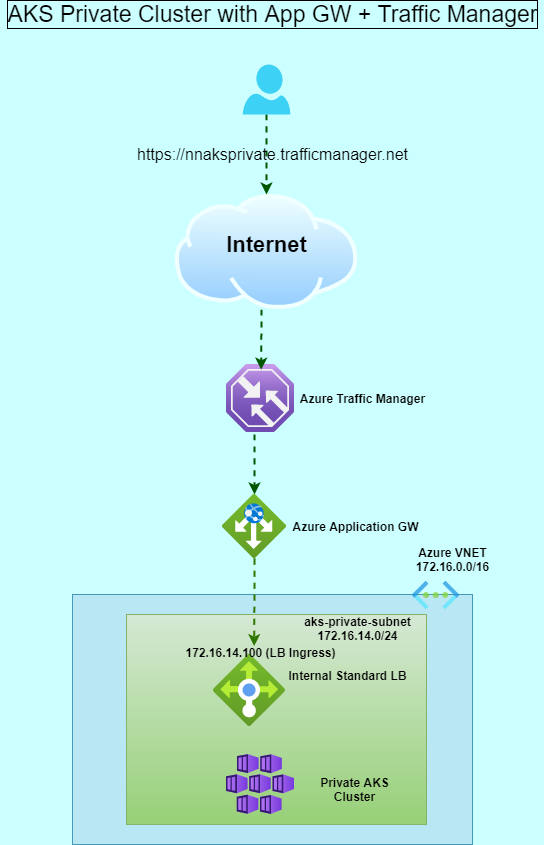 AKS Private Cluster with App GW + Traffic Manager
https://nnaksprivate.trafficmanager.net
Internet
Azure Traffic Manager
Azure Application GW
Azure VNET
172.16.0.0/16
aks-private-subnet
172.16.14.0/24
172.16.14.100 (LB Ingress)
Internal Standard LB
Private AKS
Cluster